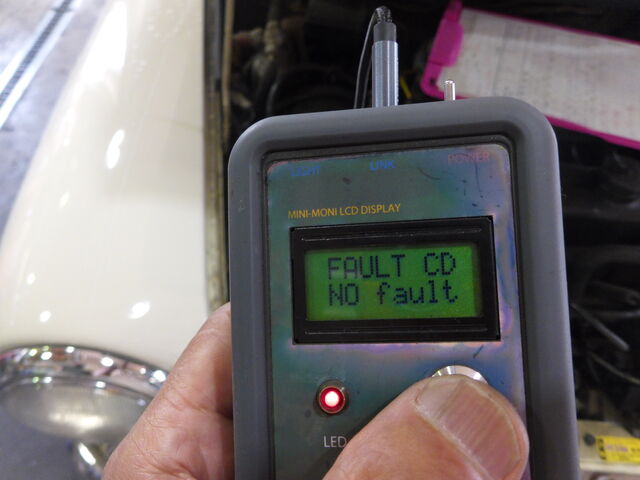 LIGHT LINK POWER
MINI-MONI LCD DISPLAY
FAULT CD
NO fault
LED